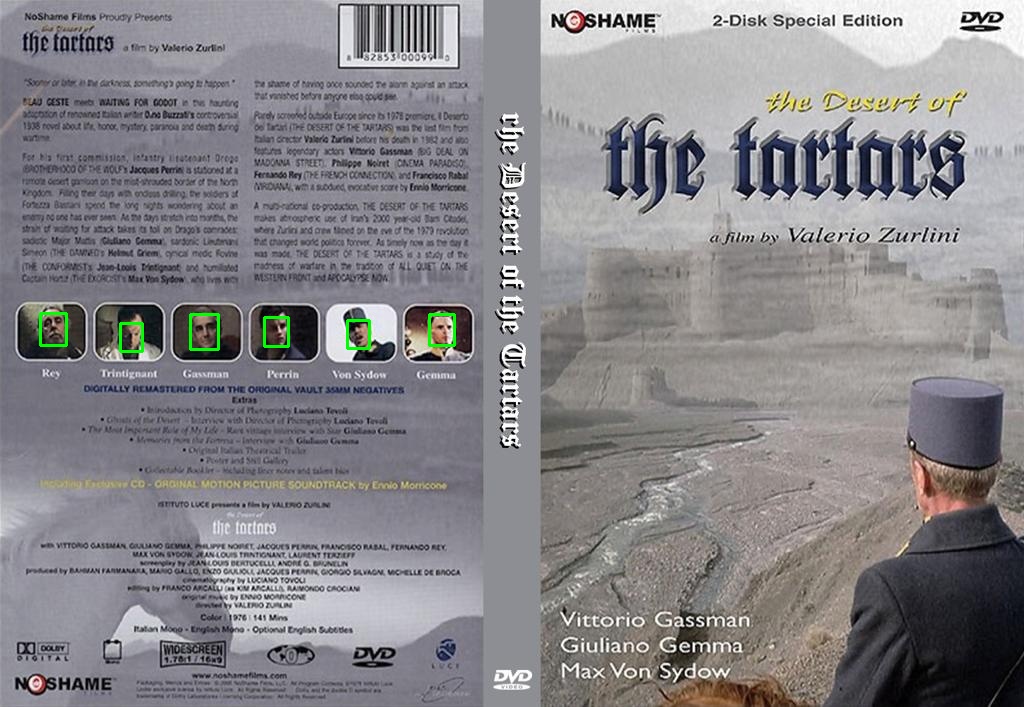 NoShame Films Proudly Presents
the Desert of
the tartars a film by Valerio Zurlini
8 82853 00099 0
"Sooner or later, in the darkness, something's going to happen."
BEAU GESTE meets WAITING FOR GODOT in this haunting
adaptation of renowned Italian writer Dino Buzzati's controversial
1938 novel about life, honor, mystery, paranoia and death during
wartime.
For his first commission, infantry lieutenant Drogo
(BROTHERHOOD OF THE WOLF's Jacques Perrin) is stationed at a
remote desert garrison on the mist-shrouded border of the North
Kingdom. Filling their days with endless drilling, the soldiers of
Fortezza Bastiani spend the long nights wondering about an
enemy no one has ever seen. As the days stretch into months, the
strain of waiting for attack takes its toll on Drago's comrades:
sadistic Major Mattis (Giuliano Gemma), sardonic Lieutenant
Simeon (THE DAMNED's Helmut Griem), cynical medic Rovine
(THE CONFORMIST's Jean-Louis Trintignant) and humiliated
Captain Hortiz (THE EXORCIST's Max Von Sydow), who lives with
the shame of having once sounded the alarm against an attack
that vanished before anyone else could see.
Rarely screened outside Europe since its 1976 premiere, Il Deserto
dei Tartari (THE DESERT OF THE TARTARS) was the last film from
Italian director Valerio Zurlini before his death in 1982 and also
features legendary actors Vittorio Gassman (BIG DEAL ON
MADONNA STREET), Philippe Noiret (CINEMA PARADISO),
Fernando Rey (THE FRENCH CONNECTION), and Francisco Rabal
(VIRIDIANA), with a subdued, evocative score by Ennio Morricone.
A multi-national co-production, THE DESERT OF THE TARTARS
makes atmospheric use of Iran's 2000 year-old Bam Citadel,
where Zurlini and crew filmed on the eve of the 1979 revolution
that changed world politics forever. As timely now as the day it
was made, THE DESERT OF THE TARTARS is a study of the
madness of warfare in the tradition of ALL QUIET ON THE
WESTERN FRONT and APOCALYPSE NOW.
Rey Trintignant Gassman Perrin Von Sydow Gemma
DIGITALLY REMASTERED FROM THE ORIGINAL VAULT 35MM NEGATIVES
Extras
• Introduction by Director of Photography Luciano Tovoli
• Ghosts of the Desert – Interview with Director of Photography Luciano Tovoli
• The Most Important Role of My Life – Rare vintage interview with Star Giuliano Gemma
• Memories from the Fortress – Interview with Giuliano Gemma
• Original Italian Theatrical Trailer
• Poster and Still Gallery
• Collectable Booklet – including liner notes and talent bios
Including Exclusive CD - ORGINAL MOTION PICTURE SOUNDTRACK by Ennio Morricone
ISTITUTO LUCE presents a film by VALERIO ZURLINI
the Desert of
the tartars
with VITTORIO GASSMAN, GIULIANO GEMMA, PHILIPPE NOIRET, JACQUES PERRIN, FRANCISCO RABAL, FERNANDO REY,
MAX VON SYDOW, JEAN-LOUIS TRINTIGNANT, LAURENT TERZIEFF
screenplay by JEAN-LOUIS BERTUCELLI, ANDRÉ G. BRUNELIN
produced by BAHMAN FARMANARA, MARIO GALLO, ENZO GIULIOLI, JACQUES PERRIN, GIORGIO SILVAGNI, MICHELLE DE BROCA
cinematography by LUCIANO TOVOLI
editing by FRANCO ARCALLI (as KIM ARCALLI), RAIMONDO CROCIANI
original music by ENNIO MORRICONE
directed by VALERIO ZURLINI
Color | 1976 | 141 Mins
Italian Mono - English Mono - Optional English Subtitles
DOLBY DIGITAL
WIDESCREEN
1.78:1 / 16x9
DVD VIDEO
LUCE
www.noshamefilms.com
NOSHAME FILMS
the Desert of the Tartars
DVD VIDEO
NOSHAME FILMS
2-Disk Special Edition
DVD VIDEO
the Desert of
the tartars
a film by Valerio Zurlini
Vittorio Gassman
Giuliano Gemma
Max Von Sydow